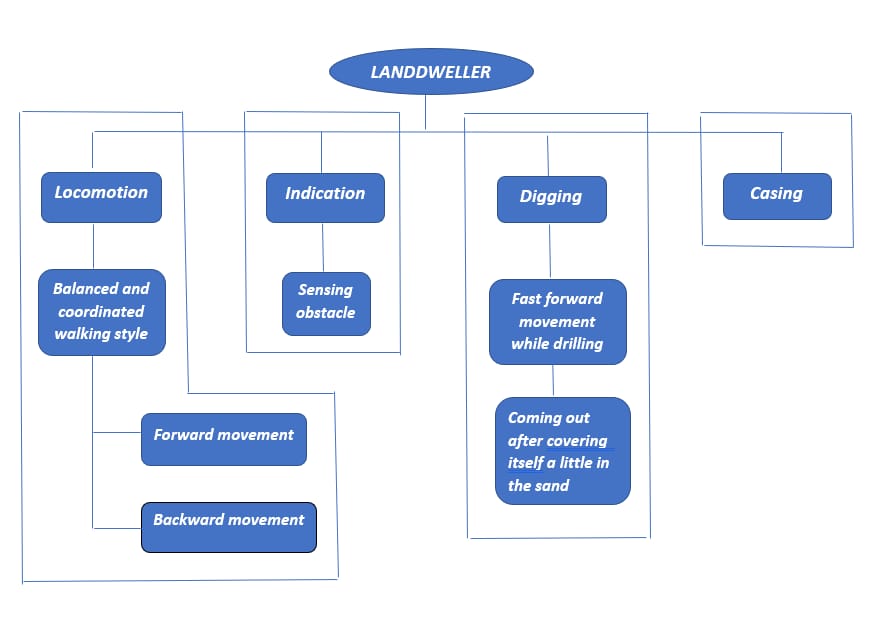 LANDDWELLER
Locomotion
Balanced and
coordinated
walking style
Forward movement
Backward movement
Indication
Sensing
obstacle
Digging
Fast forward
movement
while drilling
Coming out
after covering
itself a little in
the sand
Casing